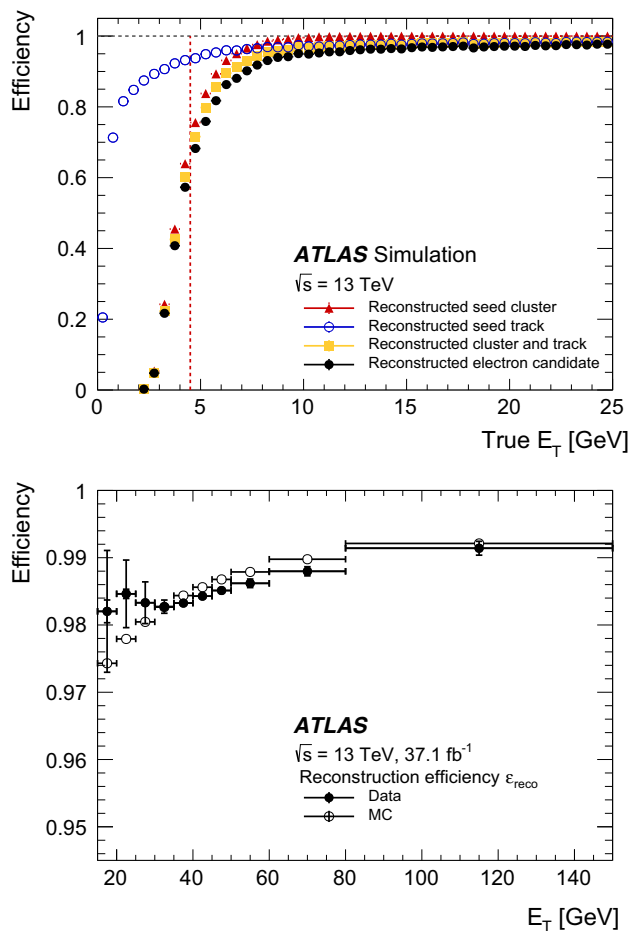 Efficiency
1
0.8
0.6
0.4
0.2
0
ATLAS Simulation
√s = 13 TeV
Reconstructed seed cluster
Reconstructed seed track
Reconstructed cluster and track
Reconstructed electron candidate
0 5 10 15 20 25
True E_T [GeV]
Efficiency
1
0.99
0.98
0.97
0.96
0.95
ATLAS
√s = 13 TeV, 37.1 fb⁻¹
Reconstruction efficiency ε_reco
Data
MC
20 40 60 80 100 120 140
E_T [GeV]